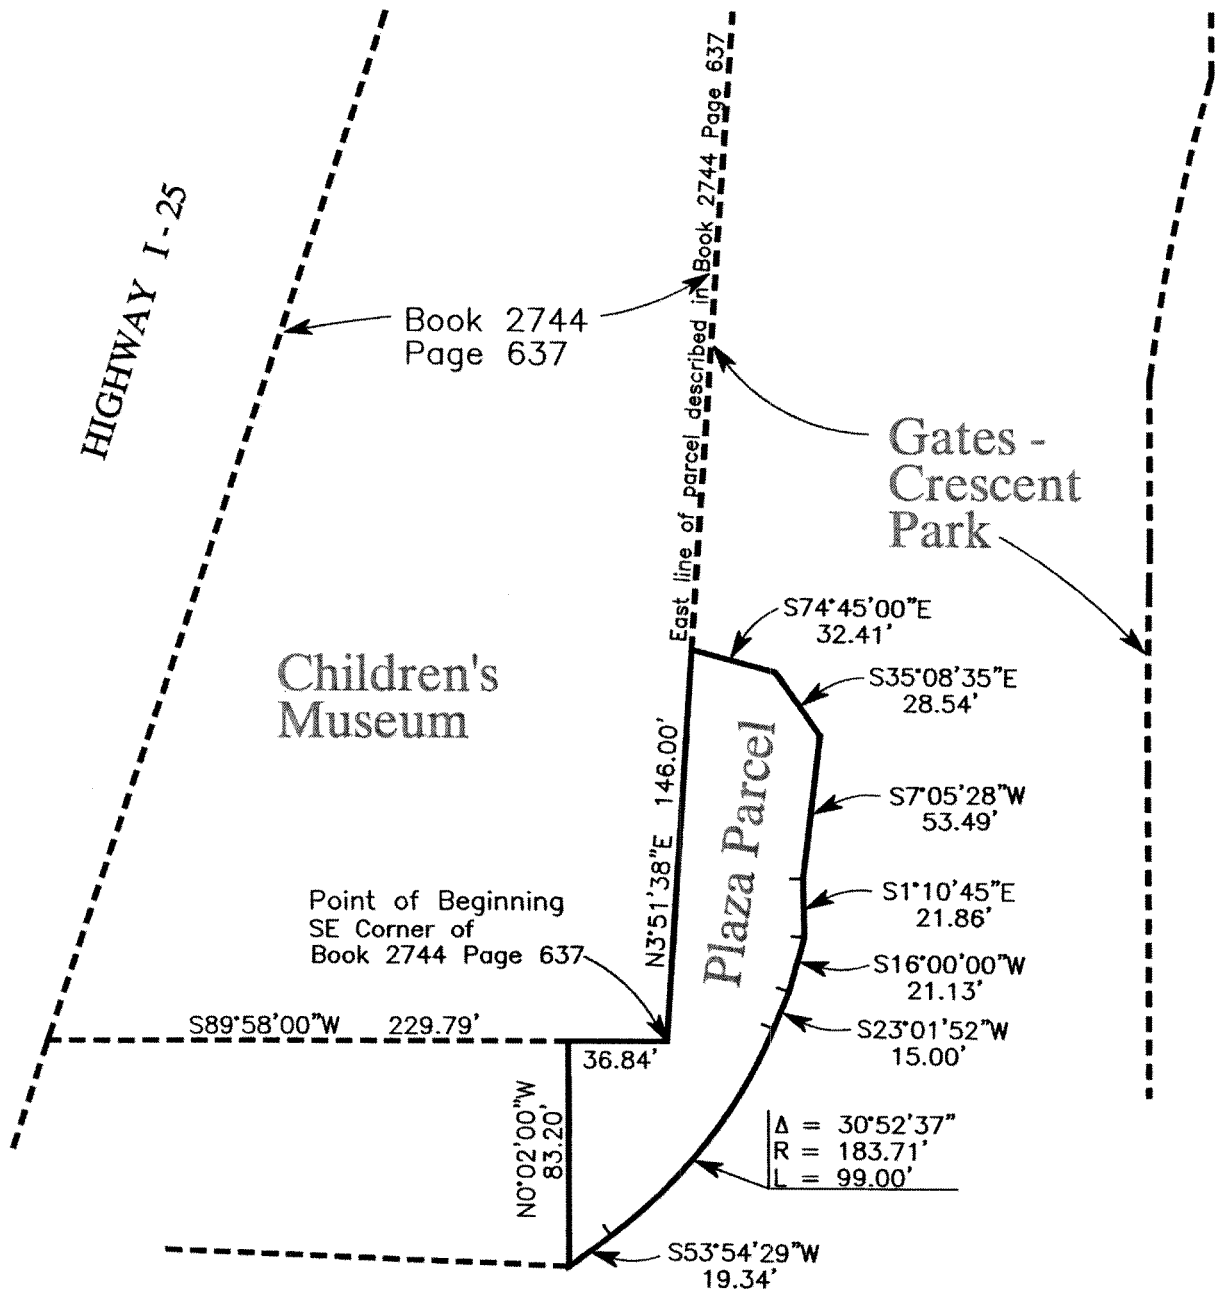 HIGHWAY I-25
East line of parcel described in Book 2744 Page 637
Book 2744
Page 637
Gates -
Crescent
Park
S74°45'00"E
32.41'
Children's
Museum
S35°08'35"E
28.54'
N3°51'38"E 146.00'
Plaza Parcel
S7°05'28"W
53.49'
Point of Beginning
SE Corner of
Book 2744 Page 637
S1°10'45"E
21.86'
S16°00'00"W
21.13'
S89°58'00"W 229.79'
36.84'
S23°01'52"W
15.00'
N0°02'00"W
83.20'
Δ = 30°52'37"
R = 183.71'
L = 99.00'
S53°54'29"W
19.34'